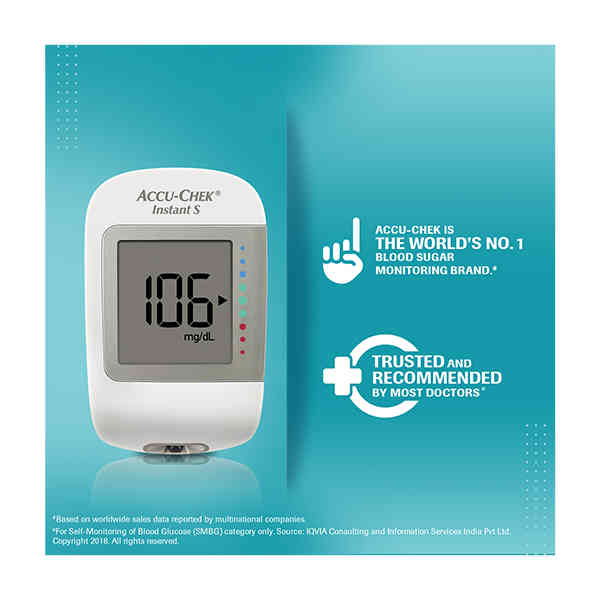 ACCU-CHEK®
Instant S
106
mg/dL
ACCU-CHEK IS
THE WORLD'S NO. 1
BLOOD SUGAR
MONITORING BRAND.*
TRUSTED AND
RECOMMENDED
BY MOST DOCTORS#
*Based on worldwide sales data reported by multinational companies.
#For Self-Monitoring of Blood Glucose (SMBG) category only. Source: IQVIA Consulting and Information Services India Pvt Ltd.
Copyright 2018. All rights reserved.